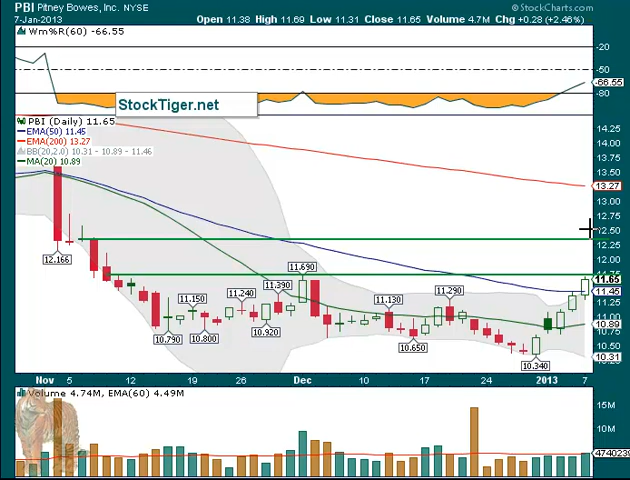 PBI Pitney Bowes, Inc. NYSE © StockCharts.com
7-Jan-2013 Open 11.38 High 11.69 Low 11.31 Close 11.65 Volume 4.7M Chg +0.28 (+2.46%)
Wm%R(60) -66.55
-20
-50
-66.55
-80
StockTiger.net
PBI (Daily) 11.65
EMA(50) 11.45
EMA(200) 13.27
BB(20,2.0) 10.31 - 10.89 - 11.46
MA(20) 10.89
14.25
14.00
13.75
13.50
13.27
13.00
12.75
12.50
12.25
12.00
11.65
11.45
10.89
10.50
10.31
12.166
11.690
11.390
11.150
11.240
11.130
11.290
10.790
10.800
10.920
10.650
10.340
Nov 5 12 19 26 Dec 10 17 24 2013 7
Volume 4.74M, EMA(60) 4.49M
15M
10M
4740239